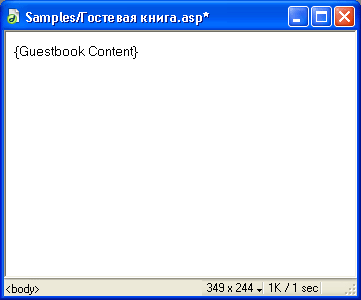 Samples/Гостевая книга.asp*
{Guestbook Content}
<body>
349 x 244
1K / 1 sec